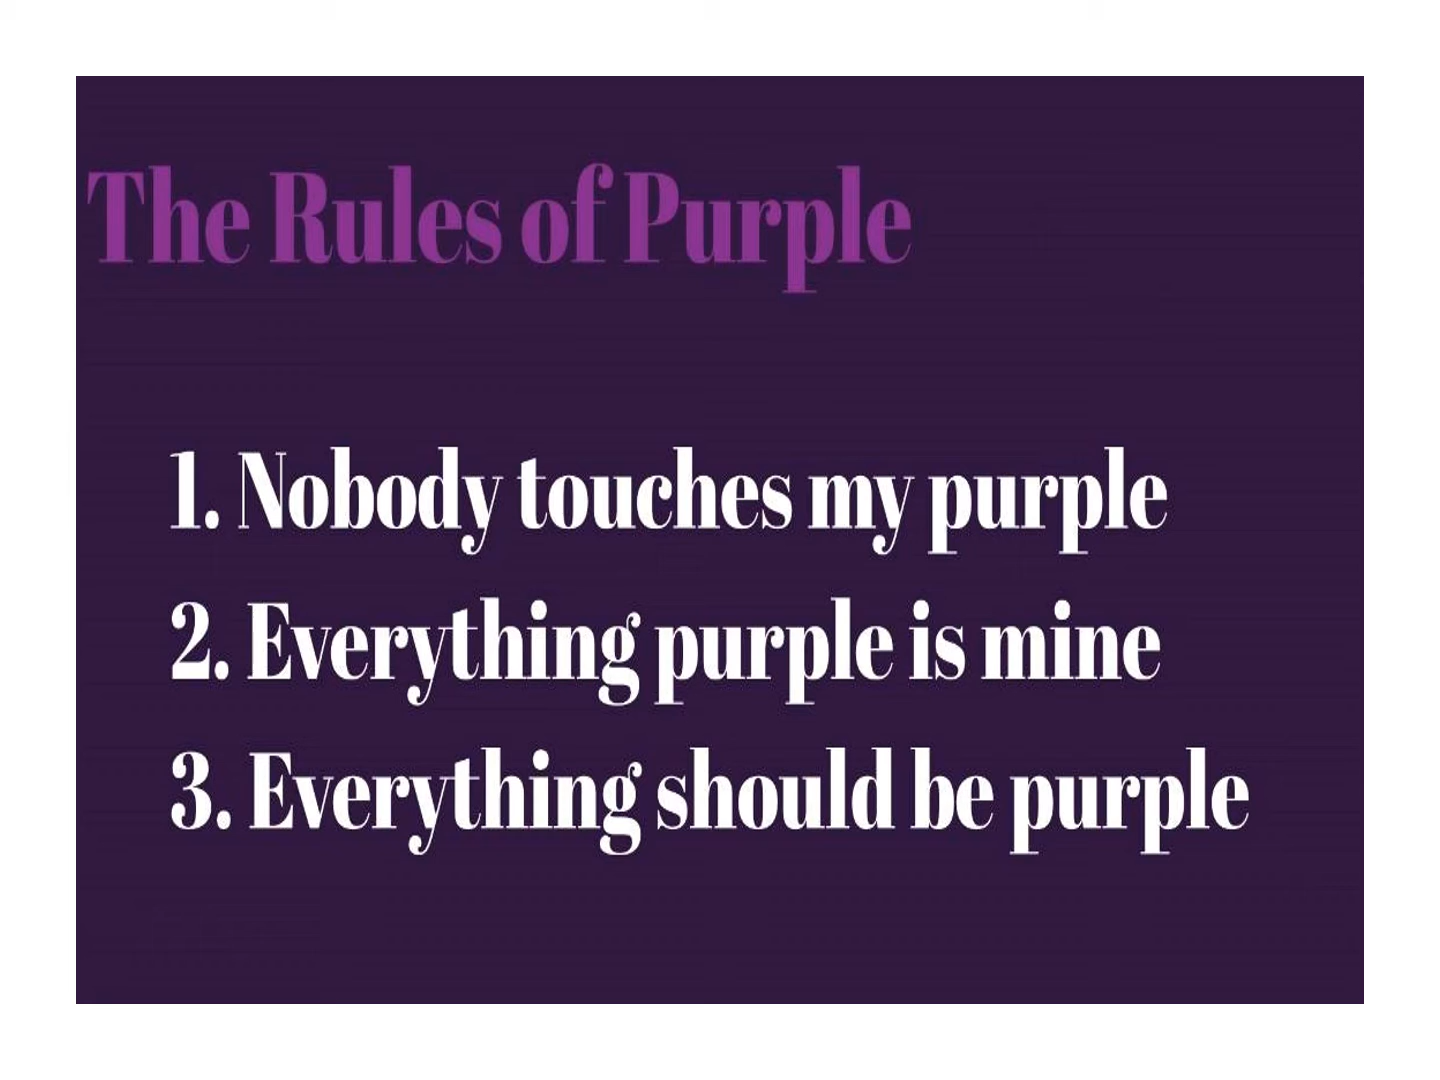 The Rules of Purple
1. Nobody touches my purple
2. Everything purple is mine
3. Everything should be purple